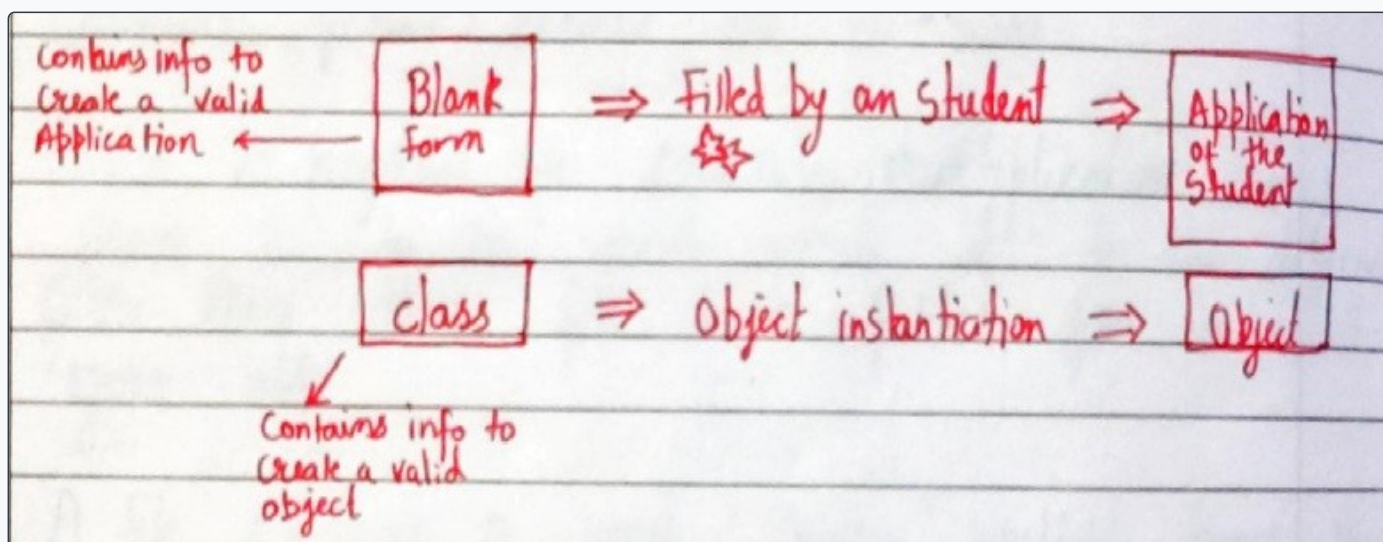 Contains info to
Create a valid
Application
Blank
form
⇒ Filled by an Student ⇒
Application
of the
Student
class ⇒ Object instantiation ⇒ Object
Contains info to
Create a valid
object